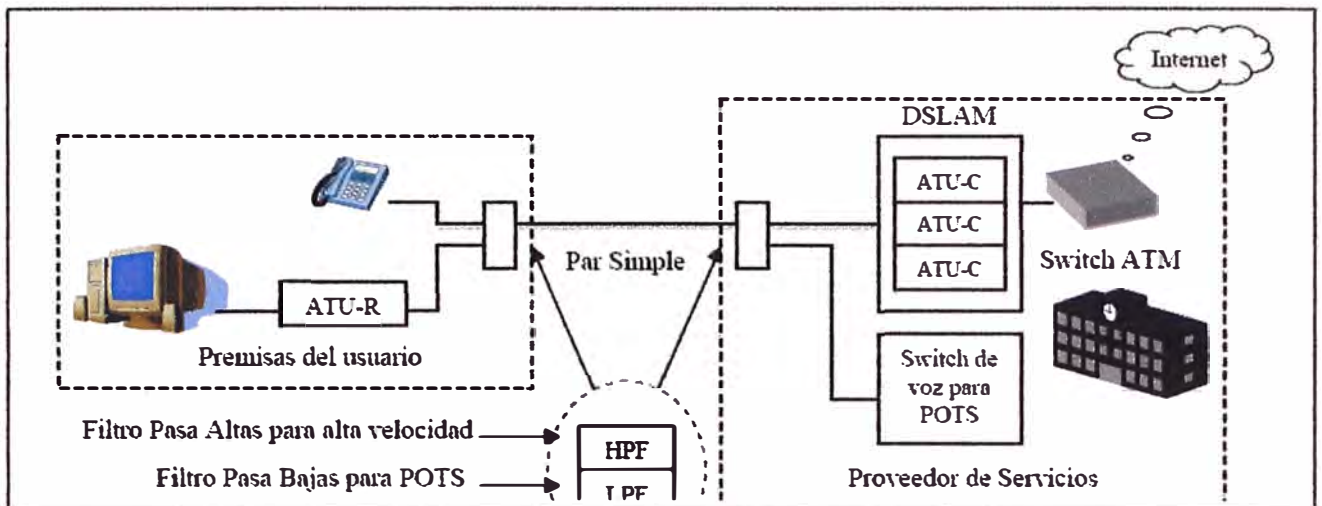 Internet
DSLAM
ATU-C
ATU-C
ATU-C
Switch ATM
Par Simple
ATU-R
Premisas del usuario
Switch de
voz para
POTS
Filtro Pasa Altas para alta velocidad
HPF
Filtro Pasa Bajas para POTS
LPF
Proveedor de Servicios